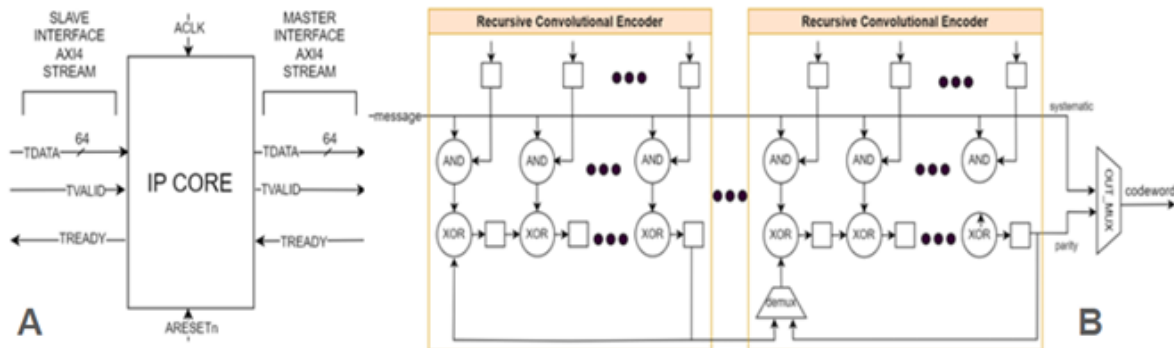 SLAVE
INTERFACE
AXI4
STREAM
ACLK
MASTER
INTERFACE
AXI4
STREAM
64
TDATA
TVALID
TREADY
IP CORE
64
TDATA
TVALID
TREADY
ARESETn
A
Recursive Convolutional Encoder
Recursive Convolutional Encoder
message
systematic
AND
AND
AND
AND
AND
AND
XOR
XOR
XOR
XOR
XOR
XOR
demux
parity
OUT_MUX
codeword
B